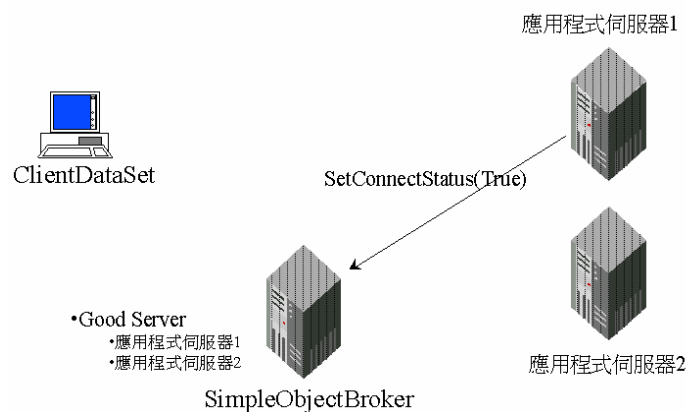 應用程式伺服器1
ClientDataSet
SetConnectStatus(True)
•Good Server
•應用程式伺服器1
•應用程式伺服器2
應用程式伺服器2
SimpleObjectBroker